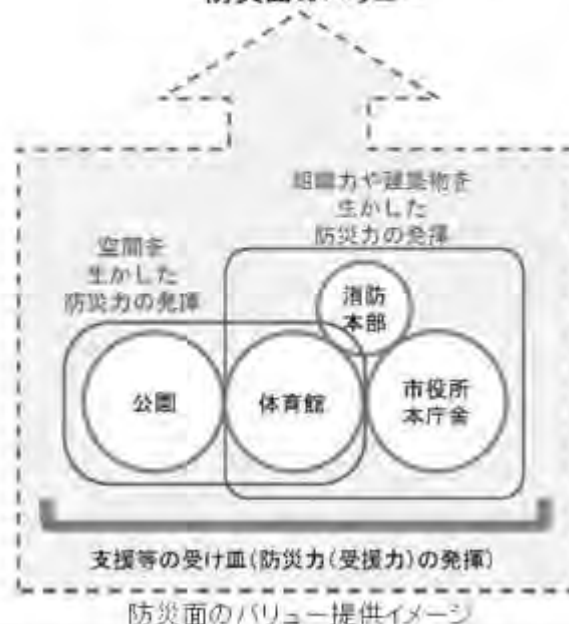 組織力や建築物を
生かした
防災力の発揮
空間を
生かした
防災力の発揮
消防
本部
公園
体育館
市役所
本庁舎
支援等の受け皿(防災力(受援力)の発揮)
防災面のバリュー提供イメージ